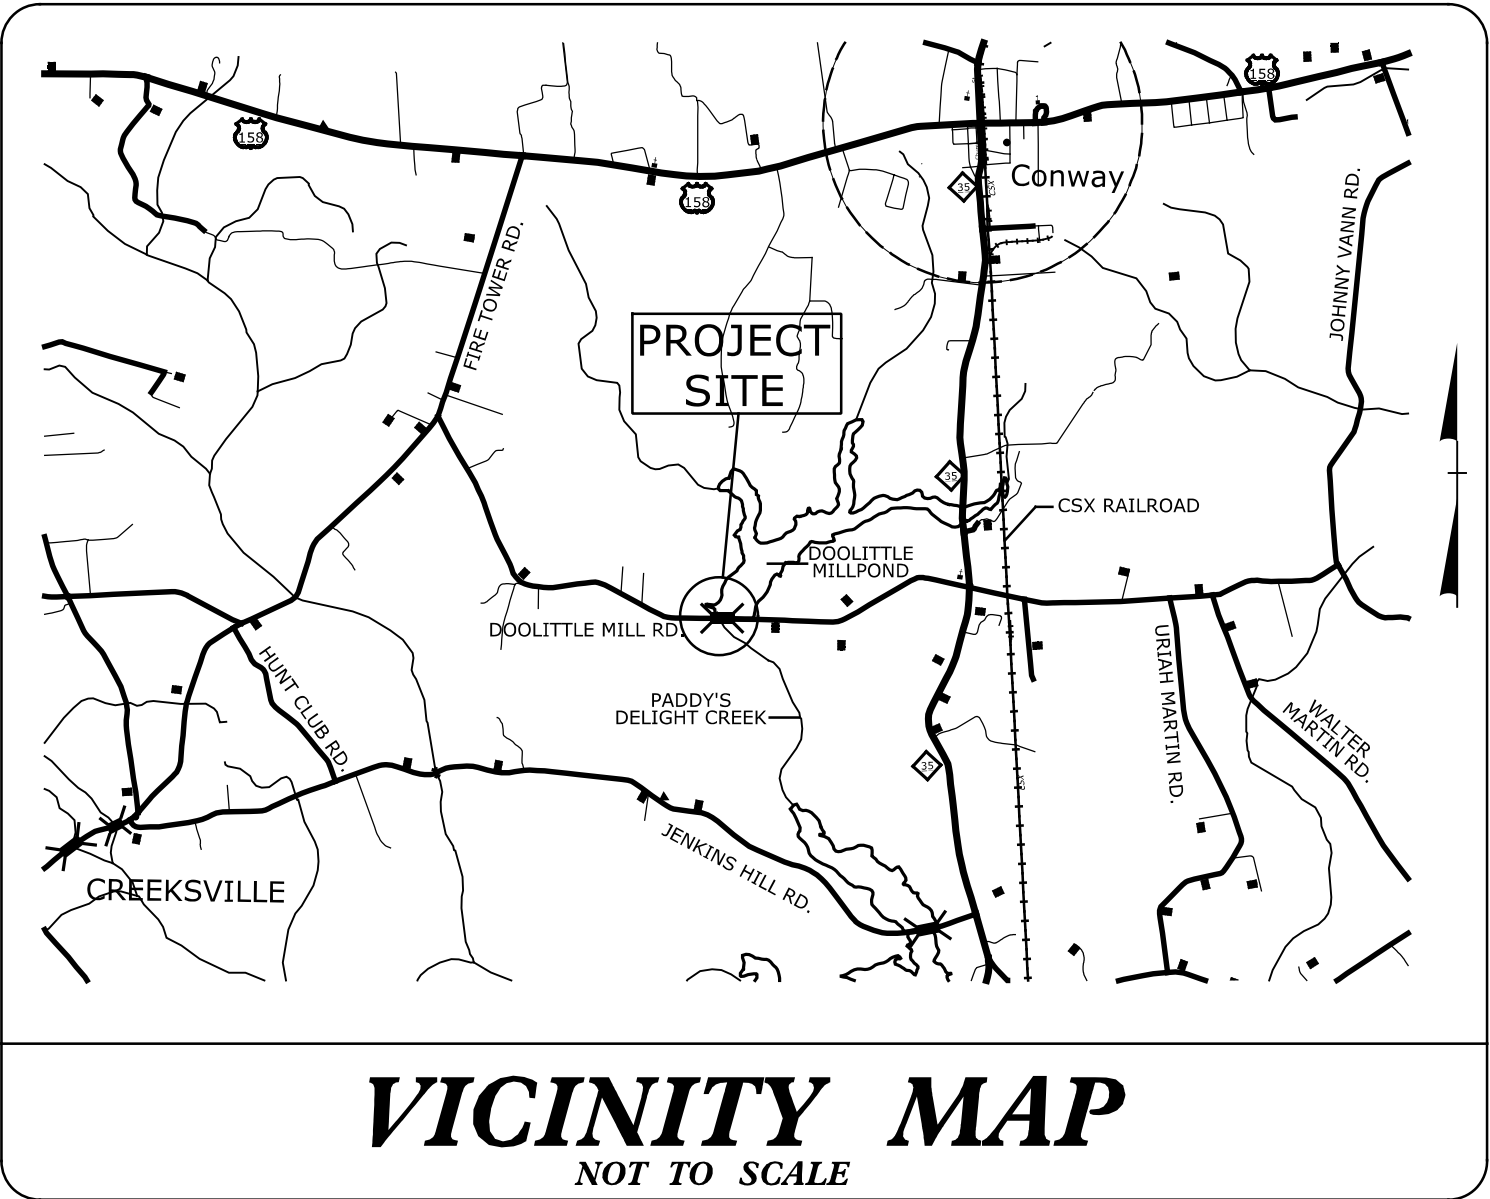 158
158
158
35
CSX
Conway
JOHNNY VANN RD.
FIRE TOWER RD.
PROJECT
SITE
35
CSX RAILROAD
DOOLITTLE
MILLPOND
DOOLITTLE MILL RD.
HUNT CLUB RD.
PADDY'S
DELIGHT CREEK
URIAH MARTIN RD.
WALTER
MARTIN RD.
35
CSX
JENKINS HILL RD.
CREEKSVILLE
VICINITY MAP
NOT TO SCALE